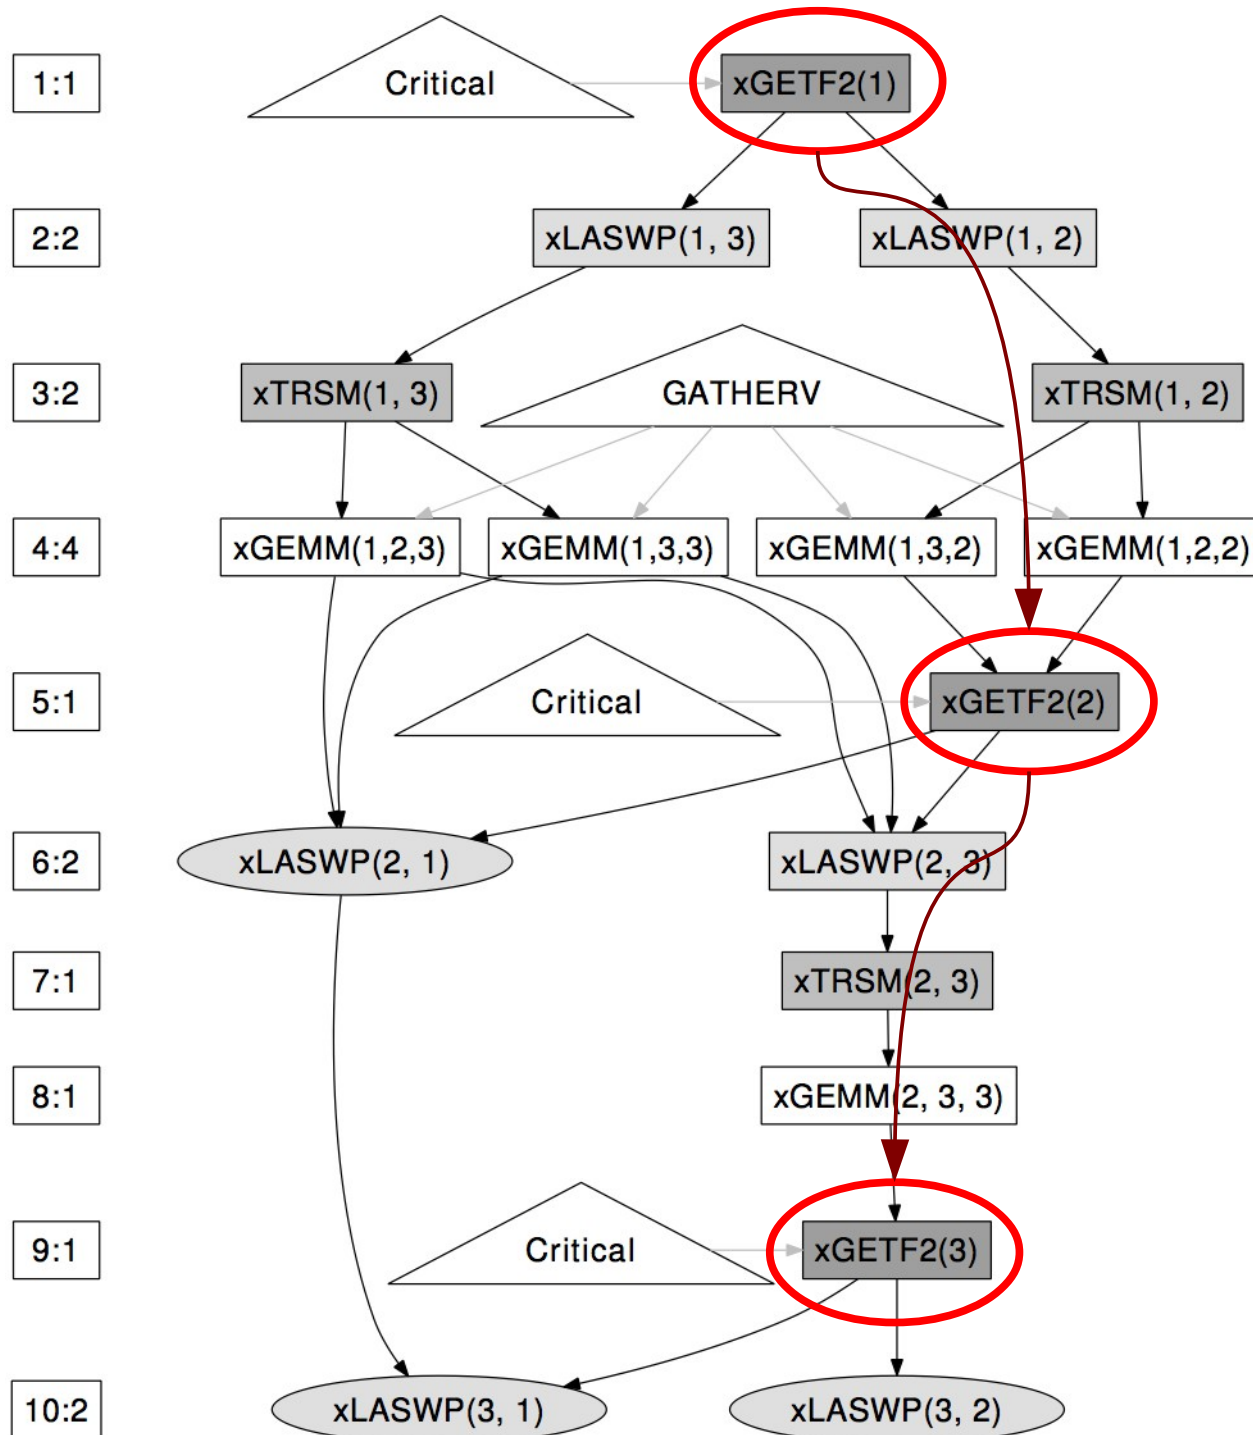 1:1
Critical
xGETF2(1)
2:2
xLASWP(1, 3)
xLASWP(1, 2)
3:2
xTRSM(1, 3)
GATHERV
xTRSM(1, 2)
4:4
xGEMM(1,2,3)
xGEMM(1,3,3)
xGEMM(1,3,2)
xGEMM(1,2,2)
5:1
Critical
xGETF2(2)
6:2
xLASWP(2, 1)
xLASWP(2, 3)
7:1
xTRSM(2, 3)
8:1
xGEMM(2, 3, 3)
9:1
Critical
xGETF2(3)
10:2
xLASWP(3, 1)
xLASWP(3, 2)